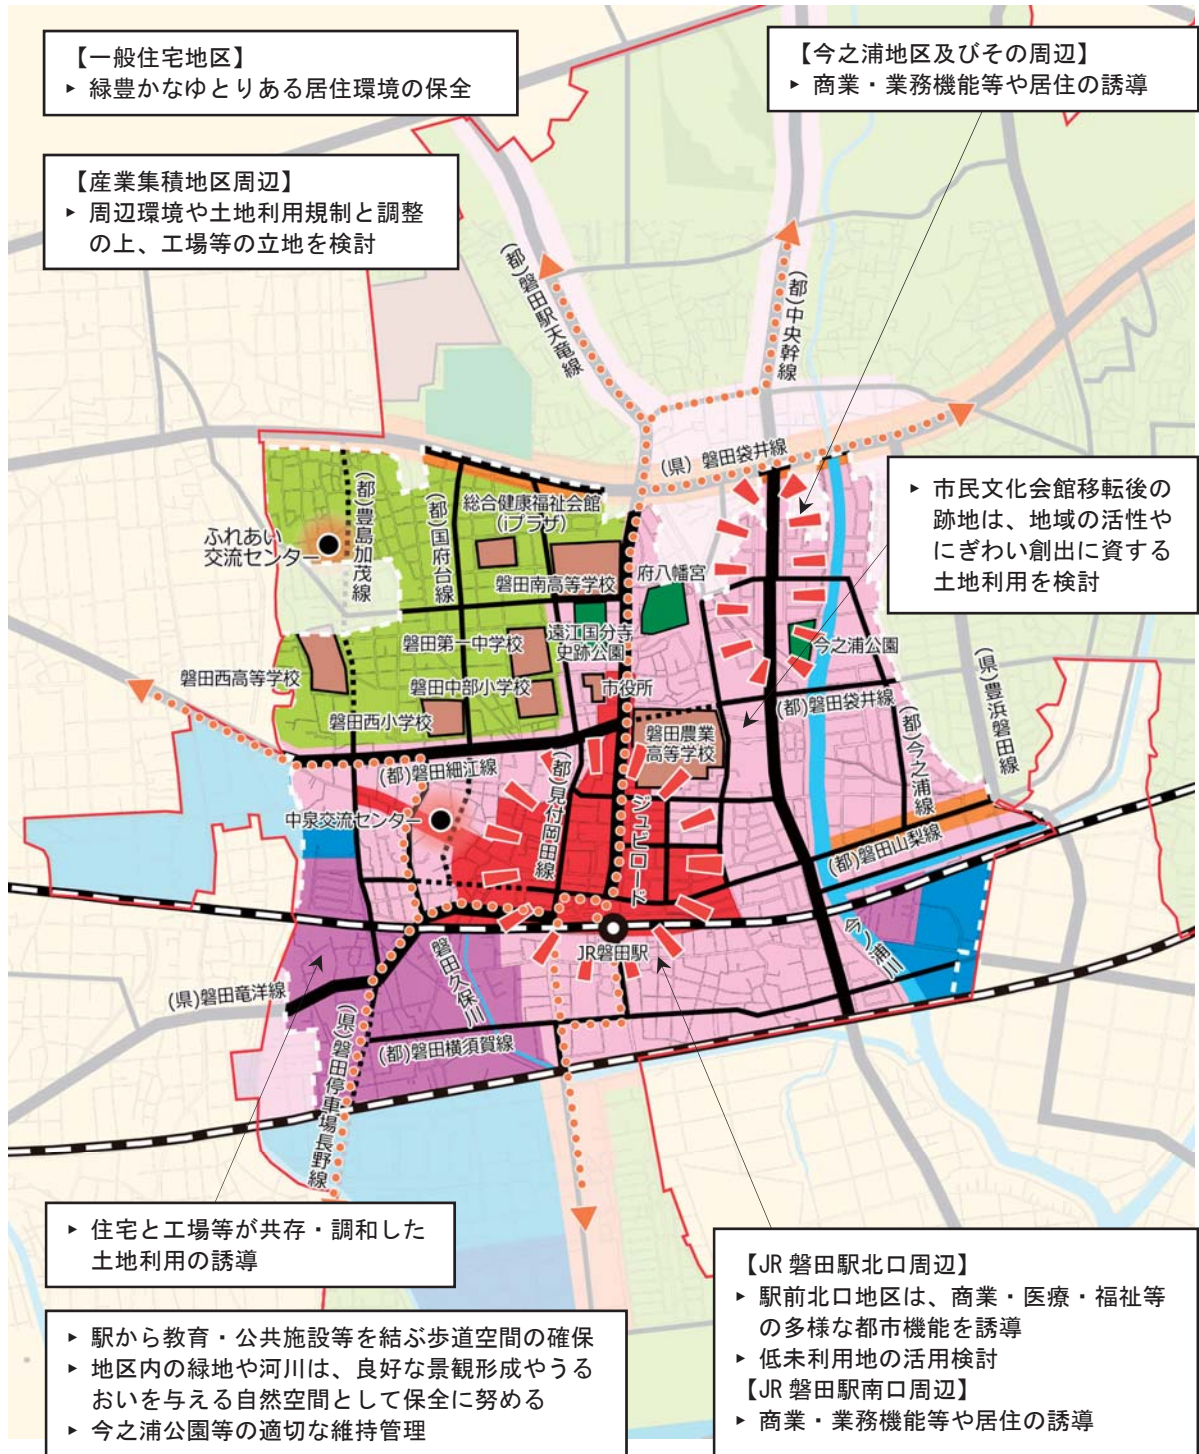 【一般住宅地区】
▸ 緑豊かなゆとりある居住環境の保全
【今之浦地区及びその周辺】
▸ 商業・業務機能等や居住の誘導
【産業集積地区周辺】
▸ 周辺環境や土地利用規制と調整
の上、工場等の立地を検討
(都)磐田駅天竜線
(都)中央幹線
(県)磐田袋井線
▸ 市民文化会館移転後の
跡地は、地域の活性や
にぎわい創出に資する
土地利用を検討
(都)豊島加茂線
(都)国府台線
総合健康福祉会館
(iプラザ)
ふれあい
交流センター
磐田南高等学校
府八幡宮
遠江国分寺
史跡公園
磐田第一中学校
今之浦公園
磐田西高等学校
磐田中部小学校
市役所
(都)磐田袋井線
(県)豊浜磐田線
磐田西小学校
磐田農業
高等学校
(都)今之浦線
(都)磐田細江線
(都)見付岡田線
ジュビロード
中泉交流センター
(都)磐田山梨線
JR磐田駅
今ノ浦川
磐田久保川
(県)磐田竜洋線
(都)磐田横須賀線
(県)磐田停車場長野線
▸ 住宅と工場等が共存・調和した
土地利用の誘導
▸ 駅から教育・公共施設等を結ぶ歩道空間の確保
▸ 地区内の緑地や河川は、良好な景観形成やうる
おいを与える自然空間として保全に努める
▸ 今之浦公園等の適切な維持管理
【JR 磐田駅北口周辺】
▸ 駅前北口地区は、商業・医療・福祉等
の多様な都市機能を誘導
▸ 低未利用地の活用検討
【JR 磐田駅南口周辺】
▸ 商業・業務機能等や居住の誘導